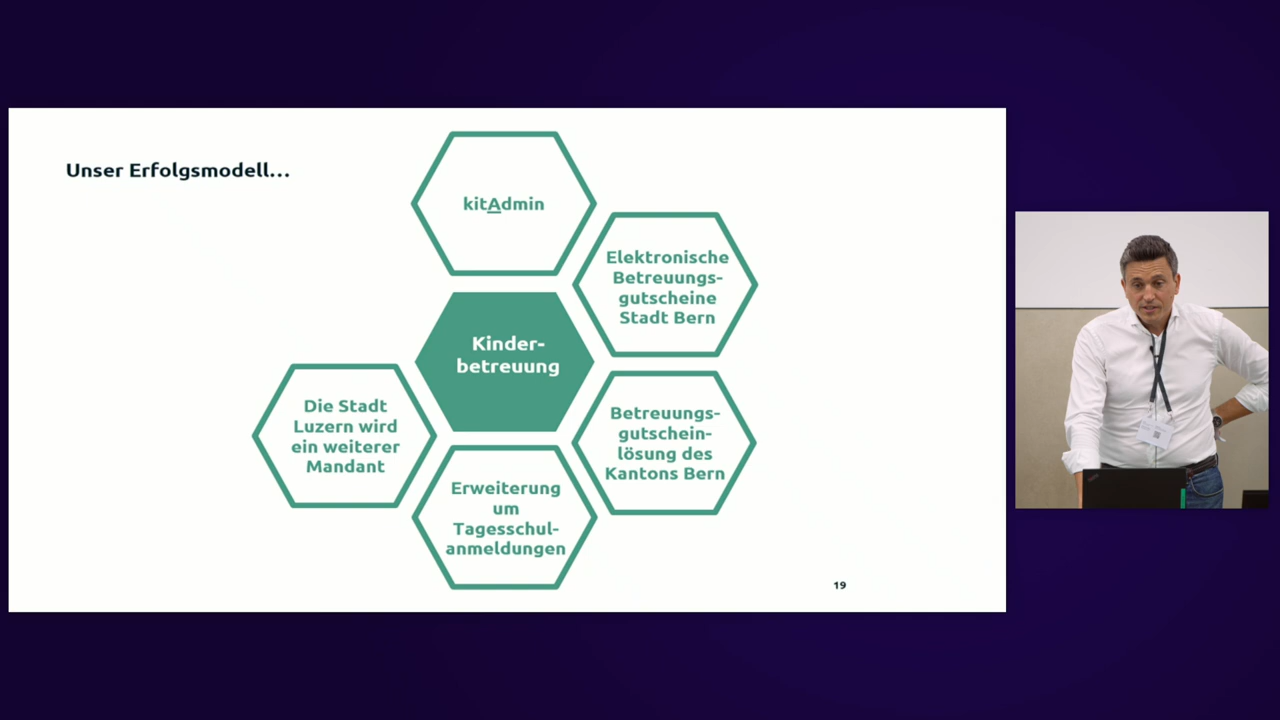 Unser Erfolgsmodell...
kitAdmin
Elektronische
Betreuungs-
gutscheine
Stadt Bern
Kinder-
betreuung
Betreuungs-
gutschein-
lösung des
Kantons Bern
Erweiterung
um
Tagesschul-
anmeldungen
Die Stadt
Luzern wird
ein weiterer
Mandant
19